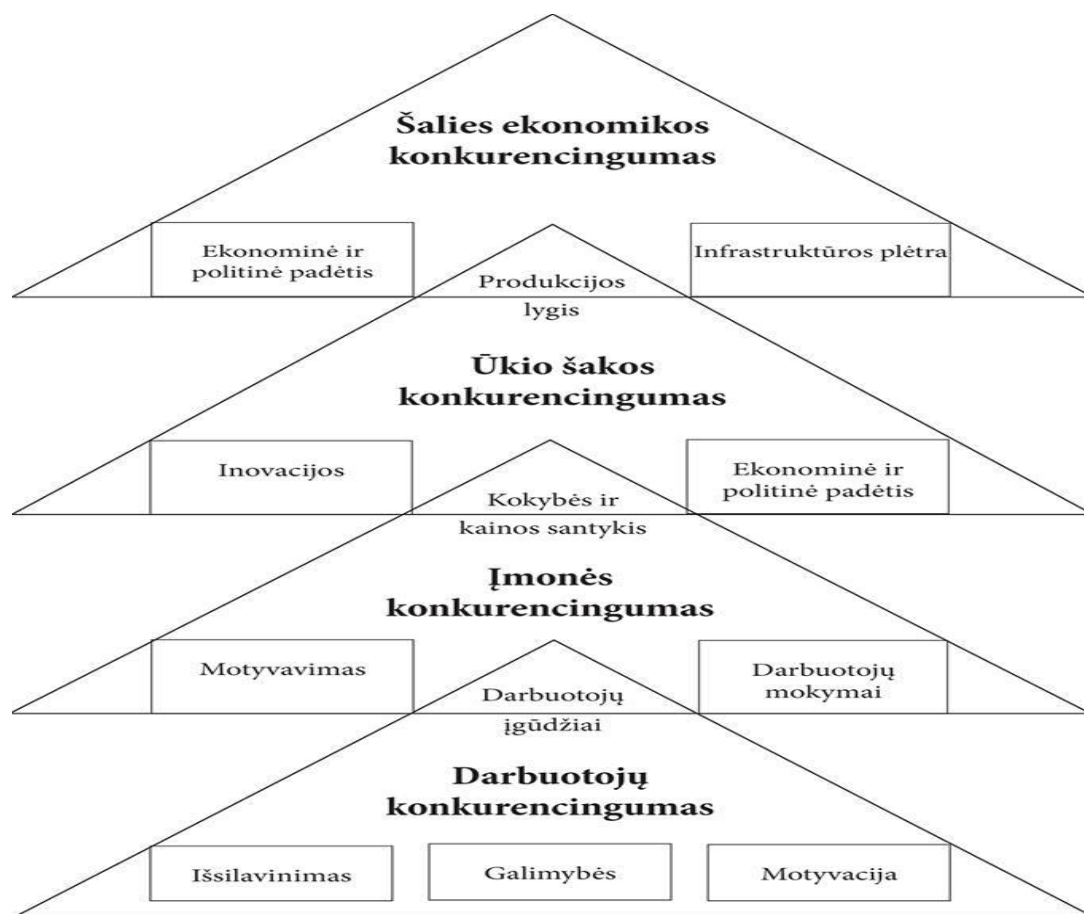 Šalies ekonomikos
konkurencingumas
Ekonominė ir
politinė padėtis
Infrastruktūros plėtra
Produkcijos
lygis
Ūkio šakos
konkurencingumas
Inovacijos
Ekonominė ir
politinė padėtis
Kokybės ir
kainos santykis
Įmonės
konkurencingumas
Motyvavimas
Darbuotojų
mokymai
Darbuotojų
įgūdžiai
Darbuotojų
konkurencingumas
Išsilavinimas
Galimybės
Motyvacija